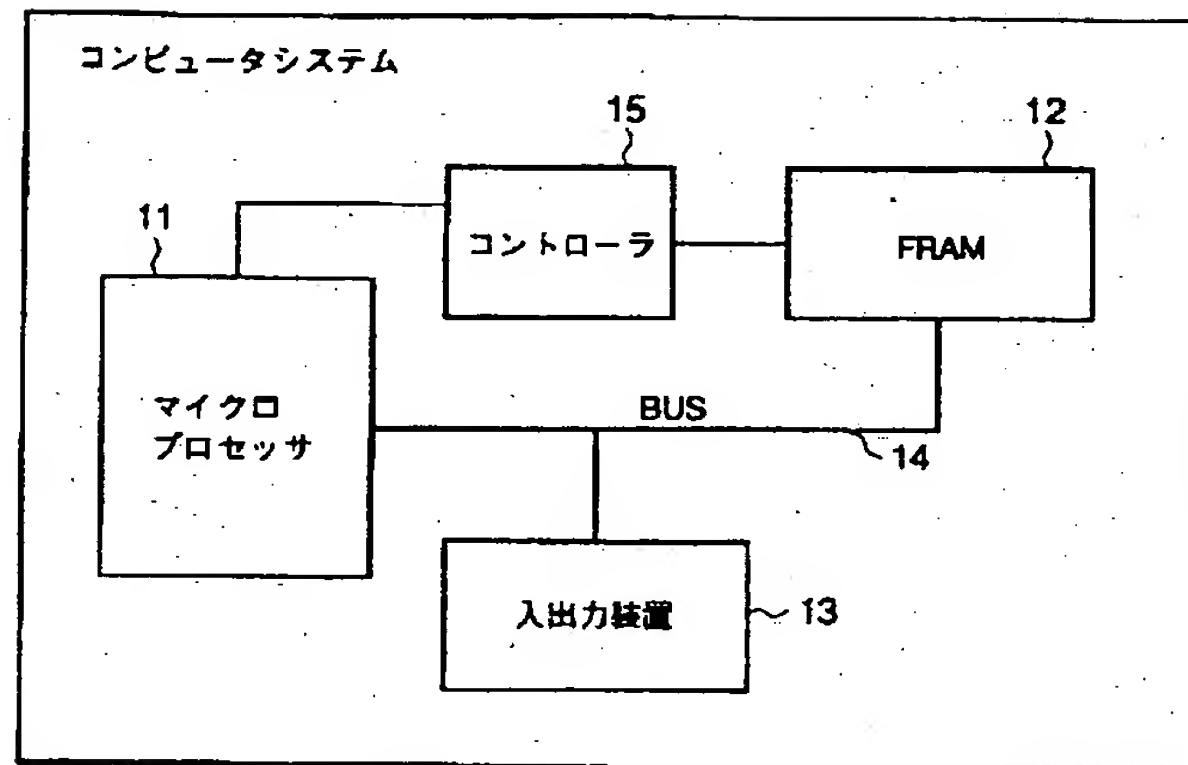 コンピュータシステム
15
12
11
コントローラ
FRAM
マイクロ
プロセッサ
BUS
14
入出力装置
13